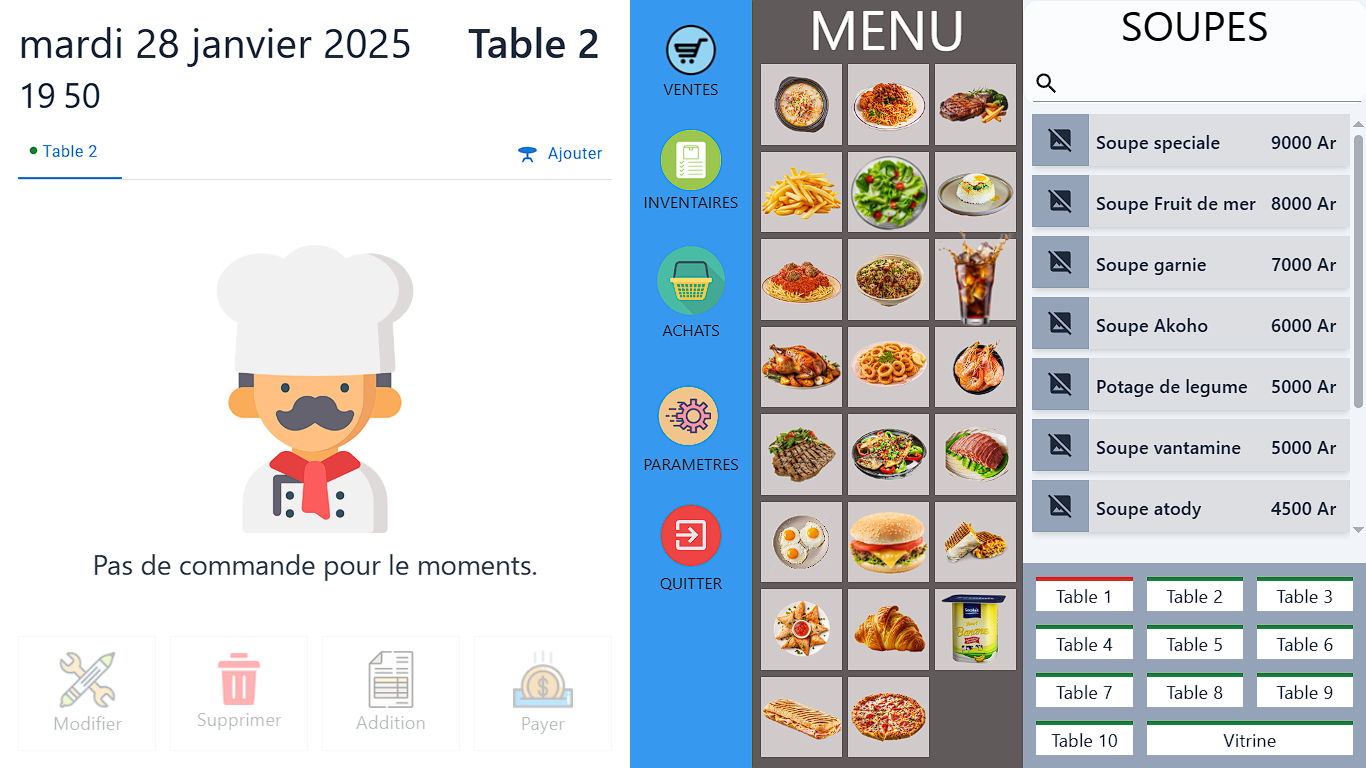 mardi 28 janvier 2025
Table 2
19 50
Table 2
Ajouter
Pas de commande pour le moments.
Modifier
Supprimer
Addition
Payer
VENTES
INVENTAIRES
ACHATS
PARAMETRES
QUITTER
MENU
Banane
SOUPES
Soupe speciale 9000 Ar
Soupe Fruit de mer 8000 Ar
Soupe garnie 7000 Ar
Soupe Akoho 6000 Ar
Potage de legume 5000 Ar
Soupe vantamine 5000 Ar
Soupe atody 4500 Ar
Table 1 Table 2 Table 3
Table 4 Table 5 Table 6
Table 7 Table 8 Table 9
Table 10 Vitrine